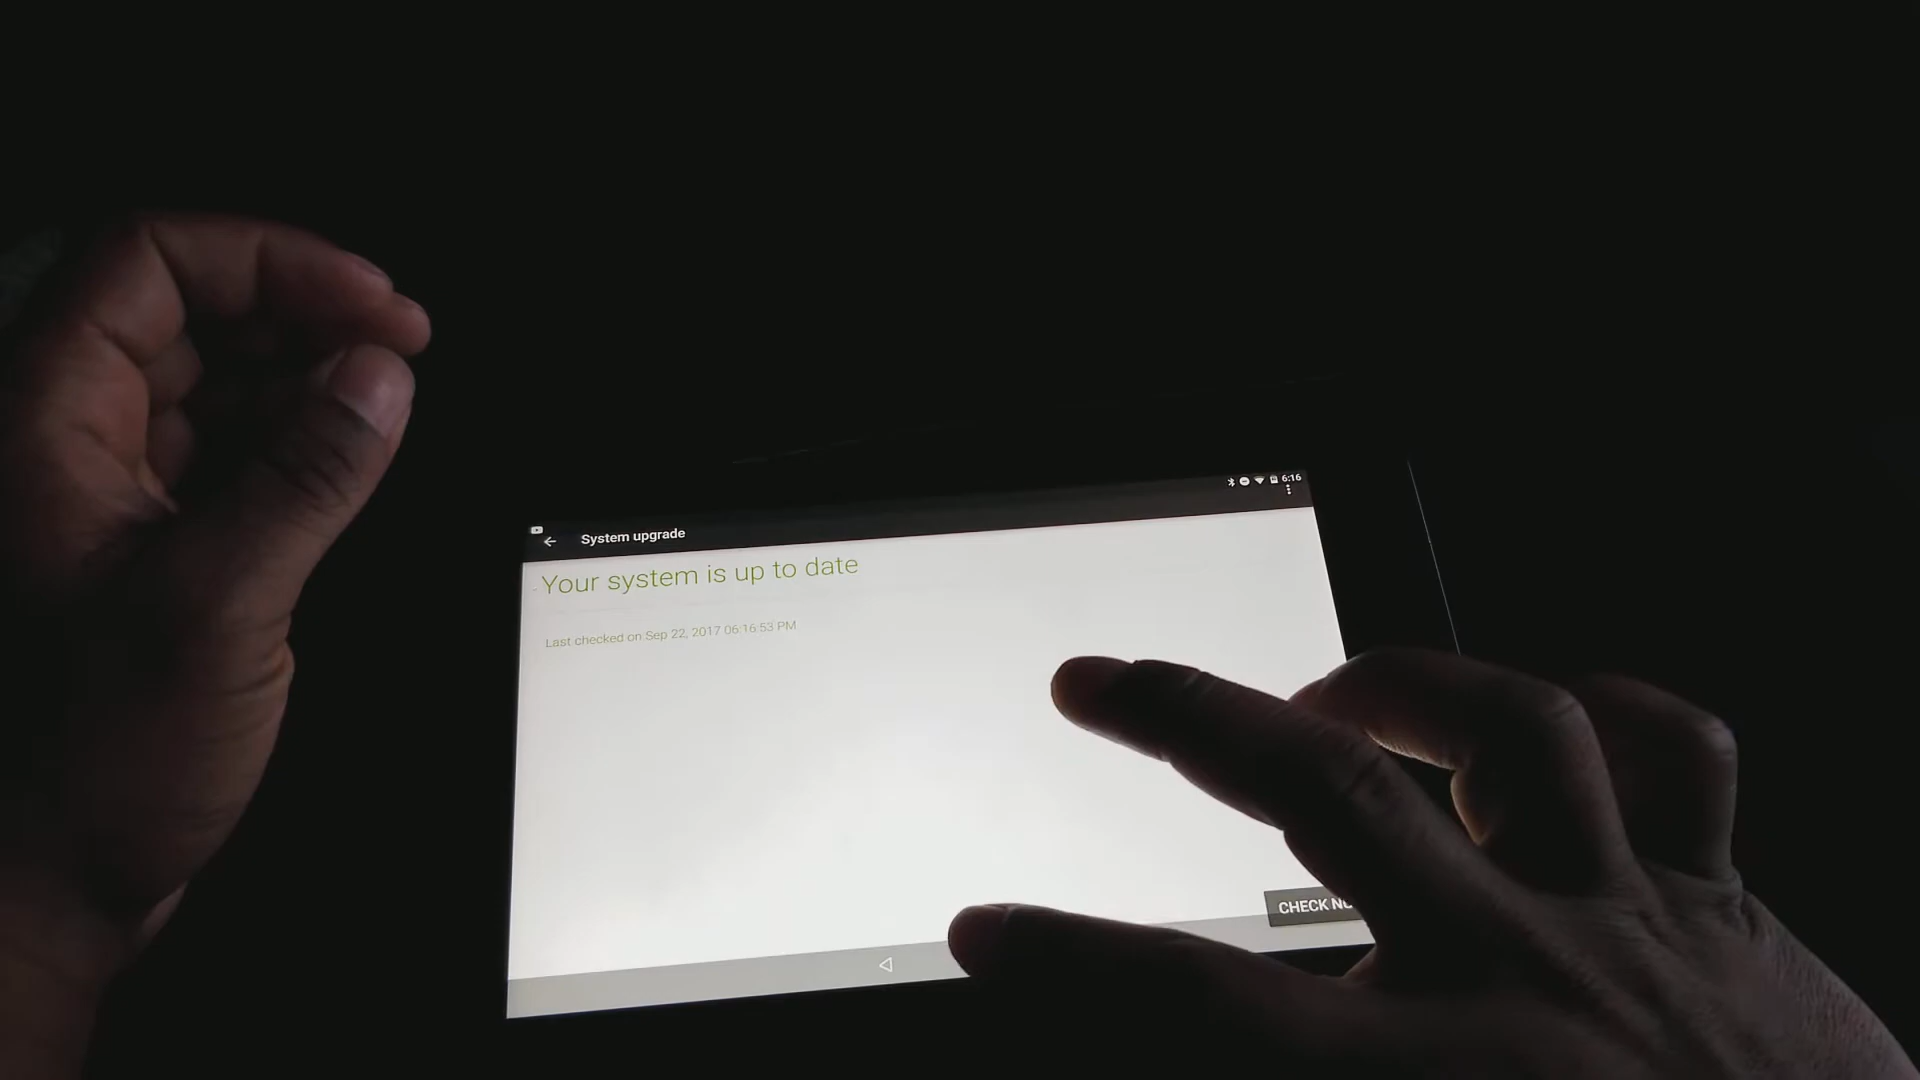 6:16
System upgrade
Your system is up to date
Last checked on Sep 22, 2017 06:16:53 PM
CHECK NO